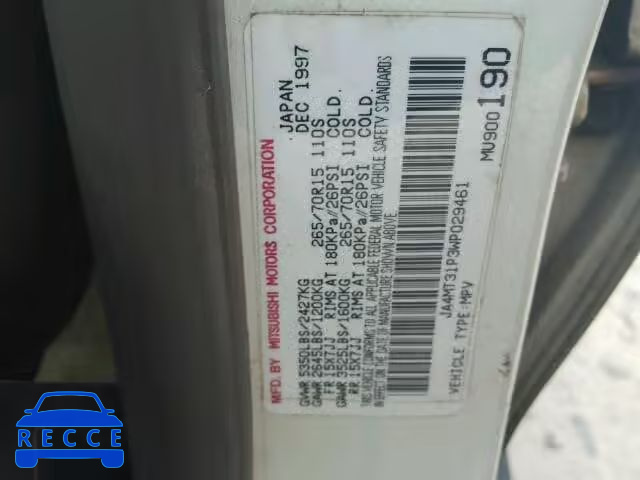 MFD. BY MITSUBISHI MOTORS CORPORATION JAPAN
DEC 1997
GVWR 5350LBS/2427KG
GAWR 2645LBS/1200KG 265/70R15 110S
FR 15X7JJ RIMS AT 180KPa//26PSI COLD.
GAWR 3525LBS/1600KG 265/70R15 110S
RR 15X7JJ RIMS AT 180KPa//26PSI COLD.
THIS VEHICLE CONFORMS TO ALL APPLICABLE FEDERAL MOTOR VEHICLE SAFETY STANDARDS
IN EFFECT ON THE DATE OF MANUFACTURE SHOWN ABOVE.
JA4MT31P3WP029461
VEHICLE TYPE:MPV
MU900190
RECCE